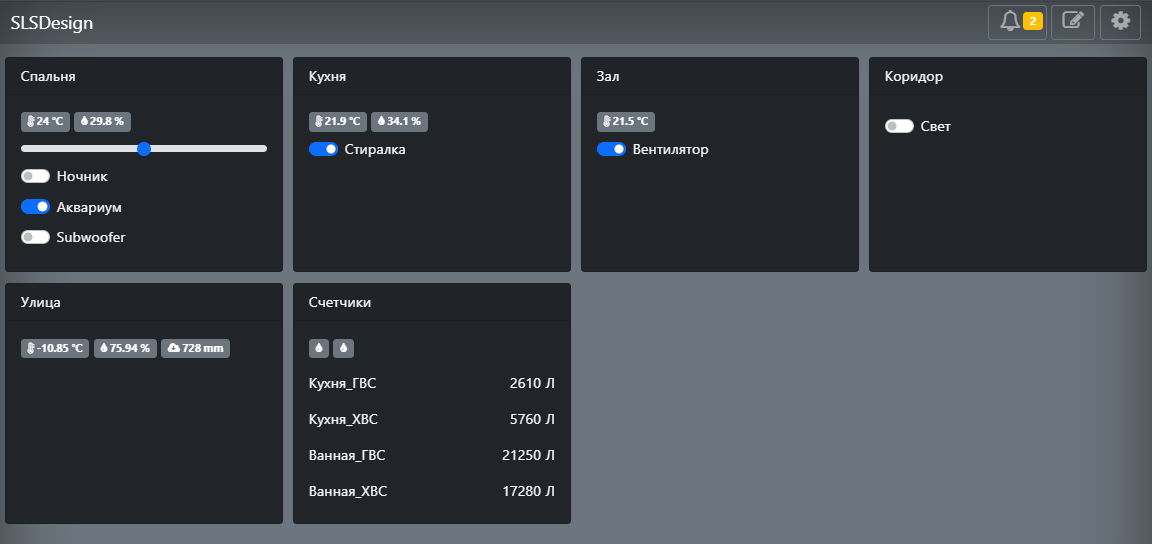 SLSDesign
2
Спальня
24 °C 29.8 %
Ночник
Аквариум
Subwoofer
Кухня
21.9 °C 34.1 %
Стиралка
Зал
21.5 °C
Вентилятор
Коридор
Свет
Улица
-10.85 °C 75.94 % 728 mm
Счетчики
Кухня_ГВС 2610 Л
Кухня_ХВС 5760 Л
Ванная_ГВС 21250 Л
Ванная_ХВС 17280 Л